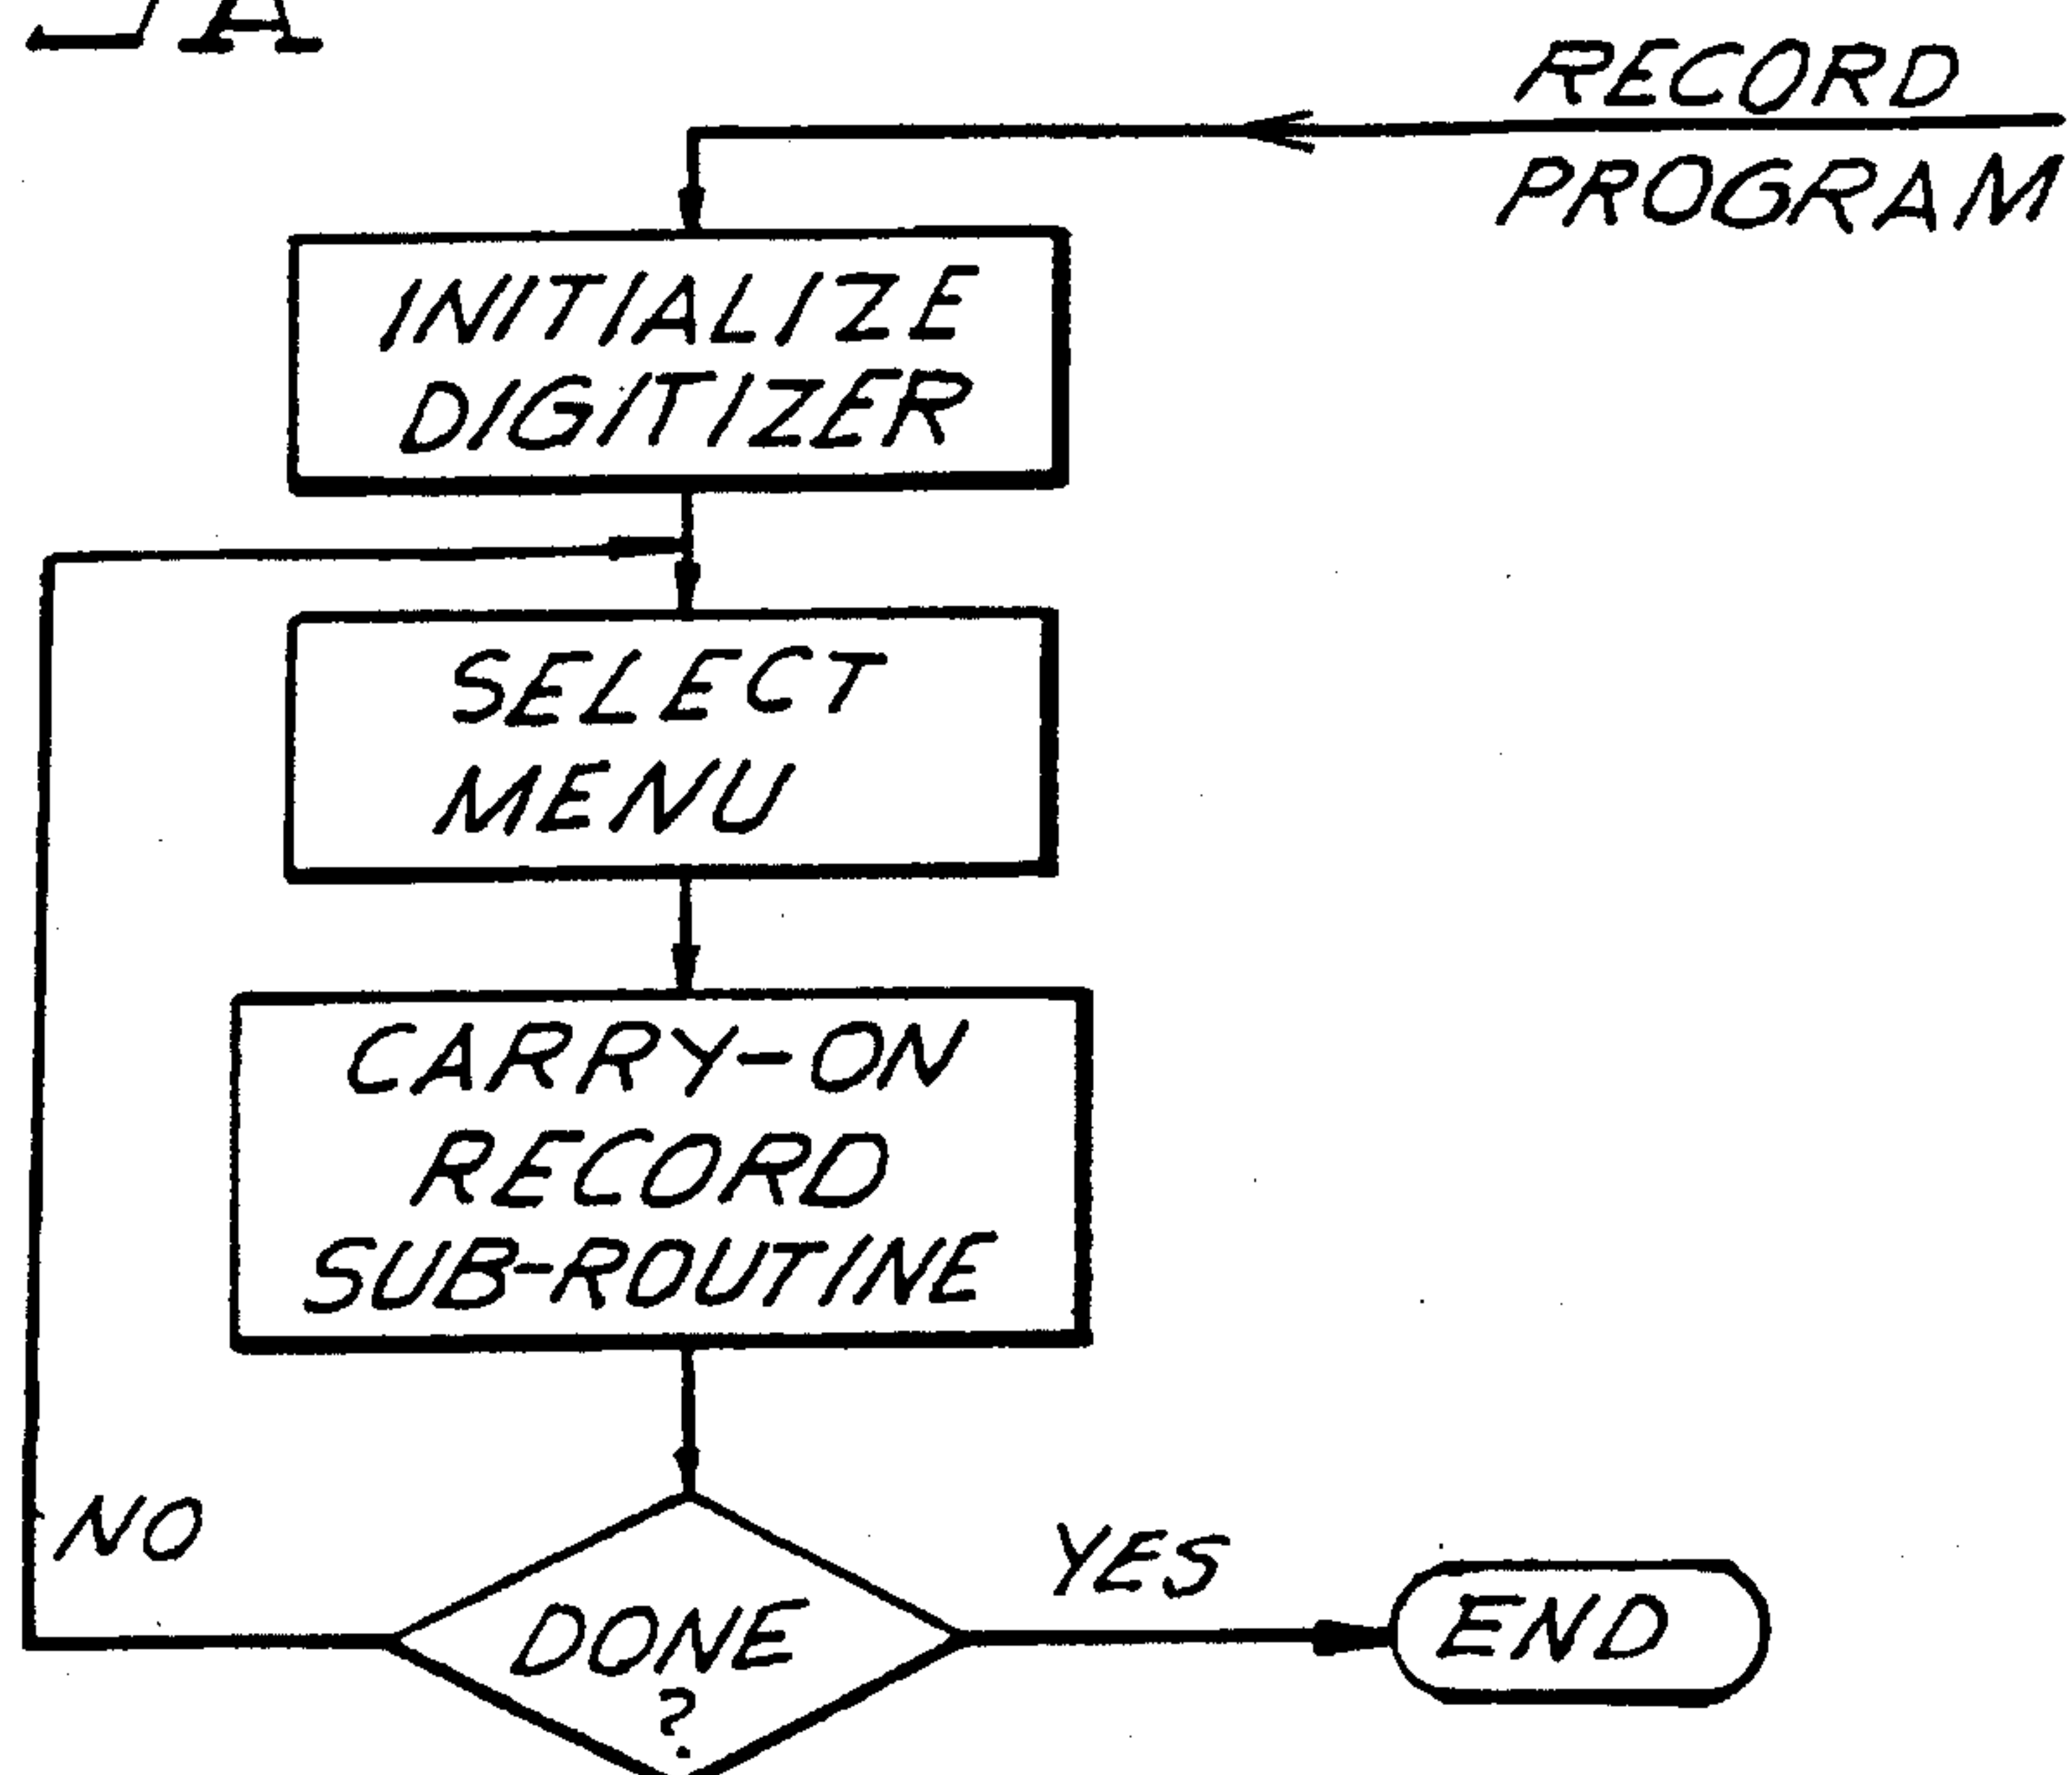 RECORD
PROGRAM
INITIALIZE
DIGITIZER
SELECT
MENU
CARRY-ON
RECORD
SUB-ROUTINE
NO
YES
DONE
?
END